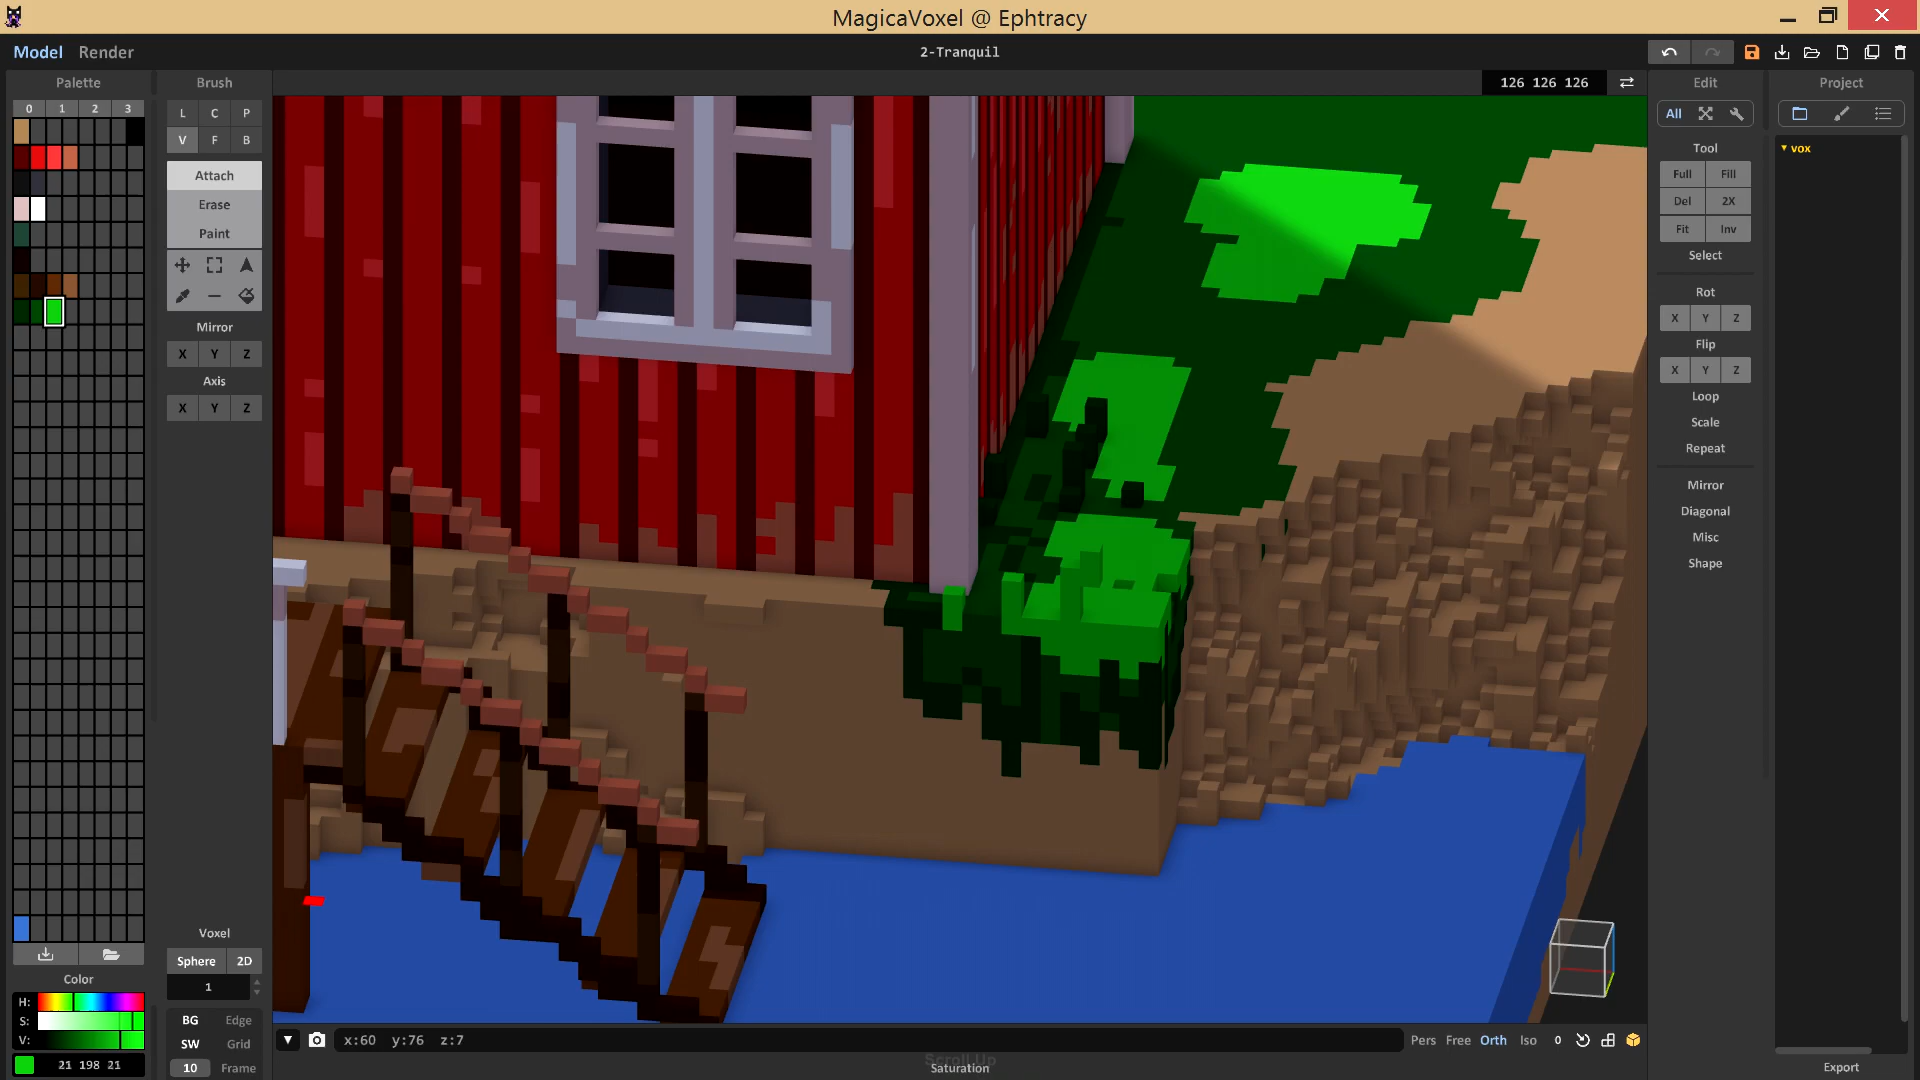 MagicaVoxel @ Ephtracy
Model Render
2-Tranquil
Palette
0 1 2 3
Brush
L C P
V F B
Attach
Erase
Paint
Mirror
X Y Z
Axis
X Y Z
Voxel
Sphere 2D
1
BG Edge
SW Grid
10 Frame
Color
H:
S:
V:
21 198 21
126 126 126
x:60 y:76 z:7
Pers Free Orth Iso 0
Scroll Up
Saturation
Edit
All
Tool
Full Fill
Del 2X
Fit Inv
Select
Rot
X Y Z
Flip
X Y Z
Loop
Scale
Repeat
Mirror
Diagonal
Misc
Shape
Project
vox
Export